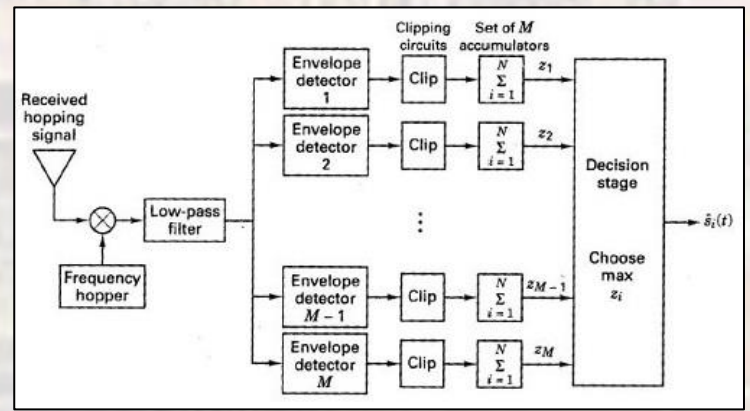 Clipping circuits
Set of M accumulators
Received hopping signal
Envelope detector 1
Clip
N Σ i = 1
z1
Envelope detector 2
Clip
N Σ i = 1
z2
Decision stage
Choose max zi
ŝi(t)
Low-pass filter
Frequency hopper
Envelope detector M − 1
Clip
N Σ i = 1
zM−1
Envelope detector M
Clip
N Σ i = 1
zM